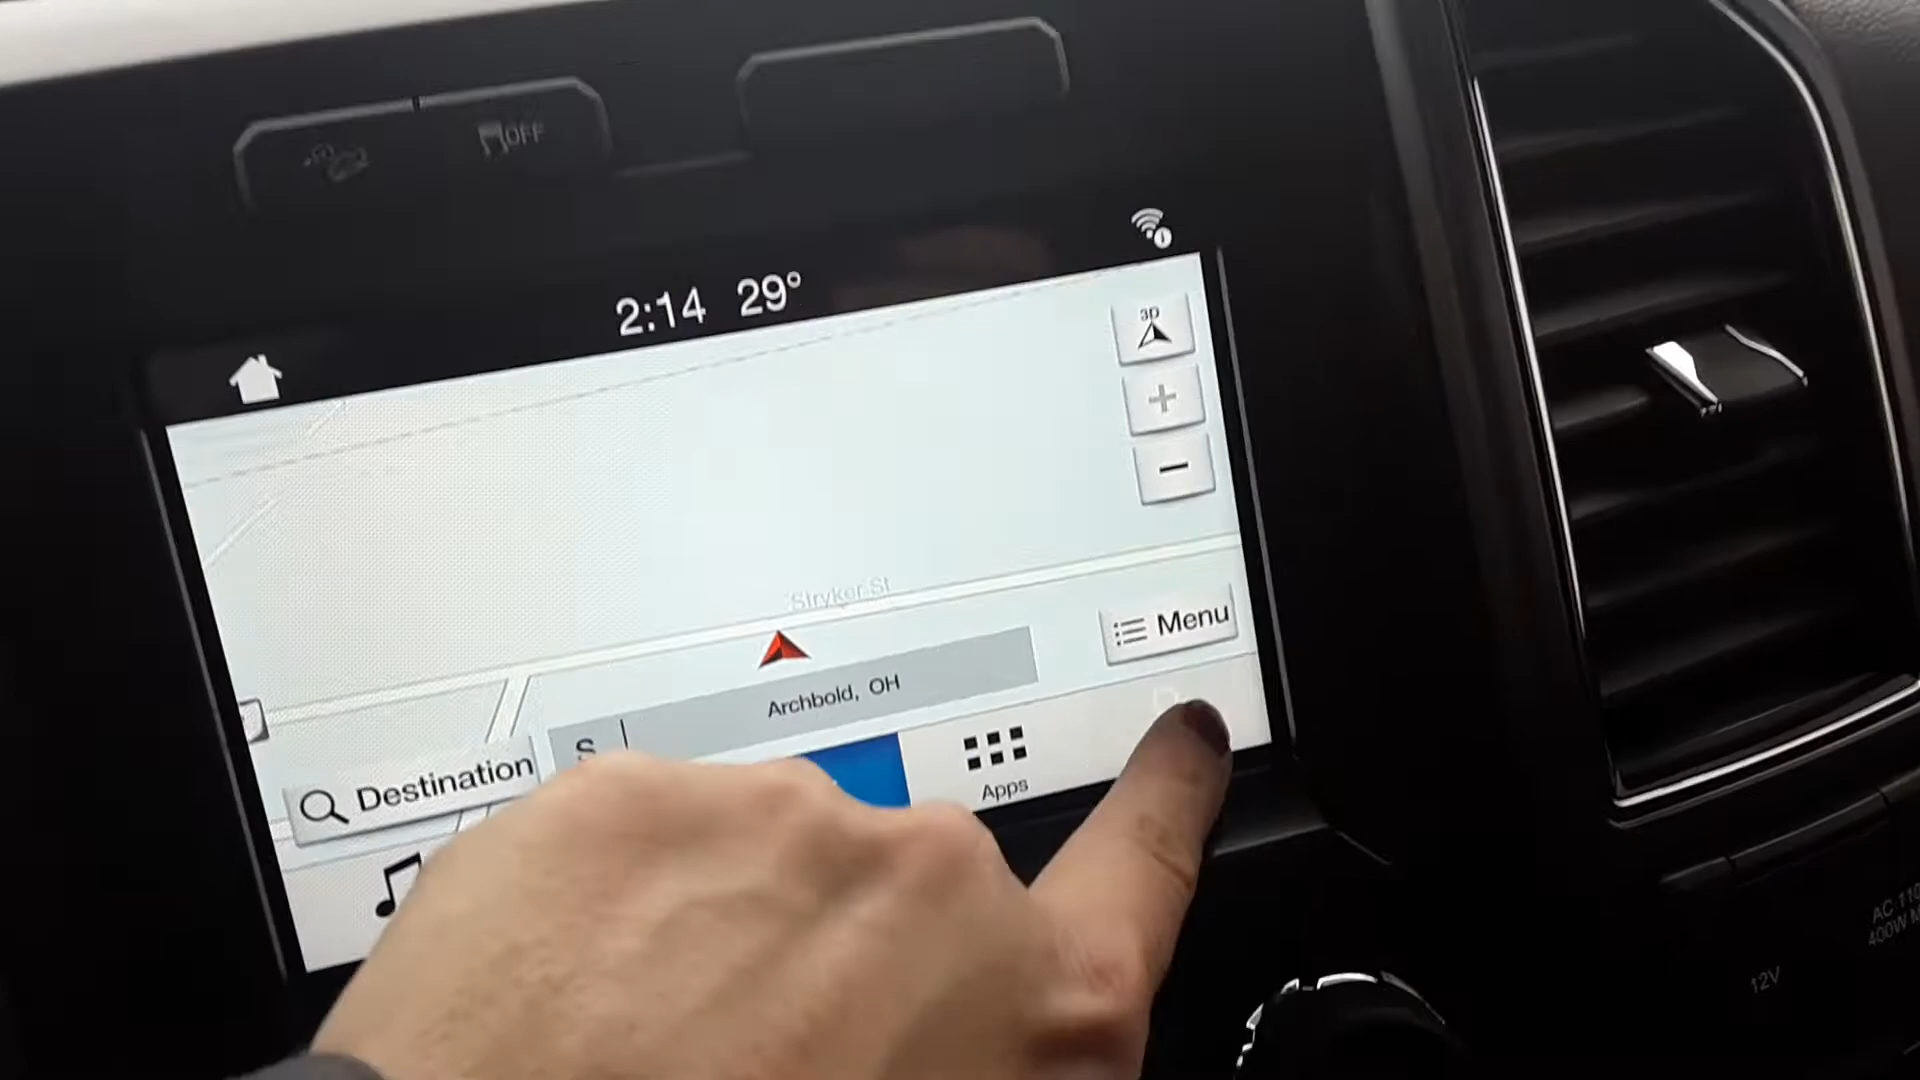 OFF
2:14 29°
3D
Stryker St
Menu
Archbold, OH
S
Destination
Apps
AC 110
400W M
12V